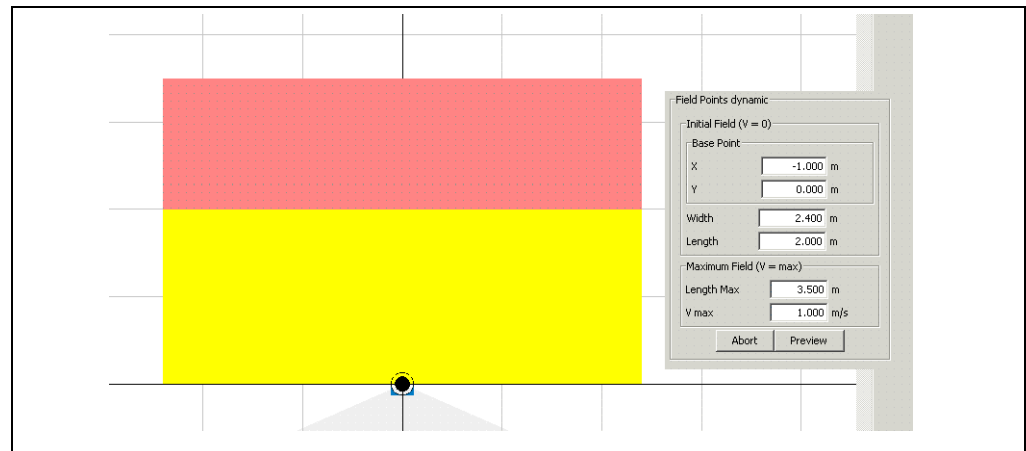 Field Points dynamic
Initial Field (V = 0)
Base Point
X -1.000 m
Y 0.000 m
Width 2.400 m
Length 2.000 m
Maximum Field (V = max)
Length Max 3.500 m
V max 1.000 m/s
Abort Preview